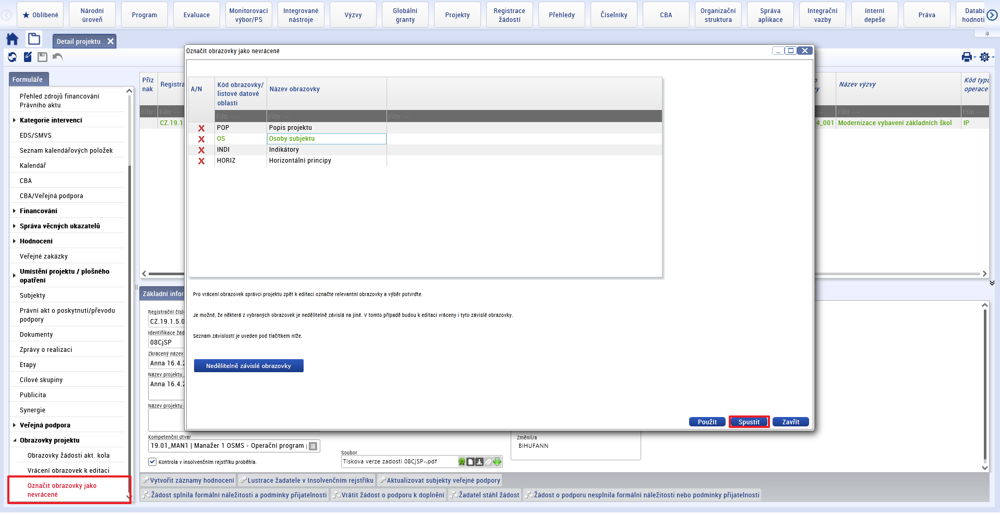 Oblíbené
Národní
úroveň
Program
Evaluace
Monitorovací
výbor/PS
Integrované
nástroje
Výzvy
Globální
granty
Projekty
Registrace
žádostí
Přehledy
Číselníky
CBA
Organizační
struktura
Správa
aplikace
Integrační
vazby
Interní
depeše
Práva
Databá
hodnoti
Detail projektu
Formuláře
Přehled zdrojů financování
Právního aktu
Kategorie intervencí
EDS/SMVS
Seznam kalendářových položek
Kalendář
CBA
CBA/Veřejná podpora
Financování
Správa věcných ukazatelů
Hodnocení
Veřejné zakázky
Umístění projektu / plošného
opatření
Subjekty
Právní akt o poskytnutí/převodu
podpory
Dokumenty
Zprávy o realizaci
Etapy
Cílové skupiny
Publicita
Synergie
Veřejná podpora
Obrazovky projektu
Obrazovky žádosti akt. kola
Vrácení obrazovek k editaci
Označit obrazovky jako
nevrácené
Příz
nak
Registra
Filtr
Filtr ---
CZ.19.1.
Označit obrazovky jako nevrácené
A/N
Kód obrazovky/
listové datové
oblasti
Název obrazovky
Filtr ---
Filtr ---
Filtr ---
POP Popis projektu
OS Osoby subjektu
INDI Indikátory
HORIZ Horizontální principy
Pro vrácení obrazovek správci projektu zpět k editaci označte relevantní obrazovky a výběr potvrďte.
Je možné, že některá z vybraných obrazovek je nedělitelně závislá na jiné. V tomto případě budou k editaci vráceny i tyto závislé obrazovky.
Seznam závislostí je uveden pod tlačítkem níže.
Nedělitelně závislé obrazovky
Použít
Spustit
Zavřít
Název výzvy
Kód typu
operace
---
Filtr ---
Filtr ---
4_001
Modernizace vybavení základních škol
IP
Základní infor
Registrační čísl
CZ.19.1.5.0
Identifikace žád
08CjSP
Zkrácený název
Anna 16.4.2
Název projektu
Anna 16.4.2
Název projektu
Kompetenční útvar
19.01_MAN1 | Manažer 1 OSMS - Operační program |
Kontrola v insolvenčním rejstříku proběhla.
Soubor
Tiskova verze zadosti 08CjSP-.pdf
Změnil/a
BIHUFANN
Vytvořit záznamy hodnocení
Lustrace žadatele v Insolvenčním rejstříku
Aktualizovat subjekty veřejné podpory
Žádost splnila formální náležitosti a podmínky přijatelnosti
Vrátit žádost o podporu k doplnění
Žadatel stáhl žádost
Žádost o podporu nesplnila formální náležitosti nebo podmínky přijatelnosti